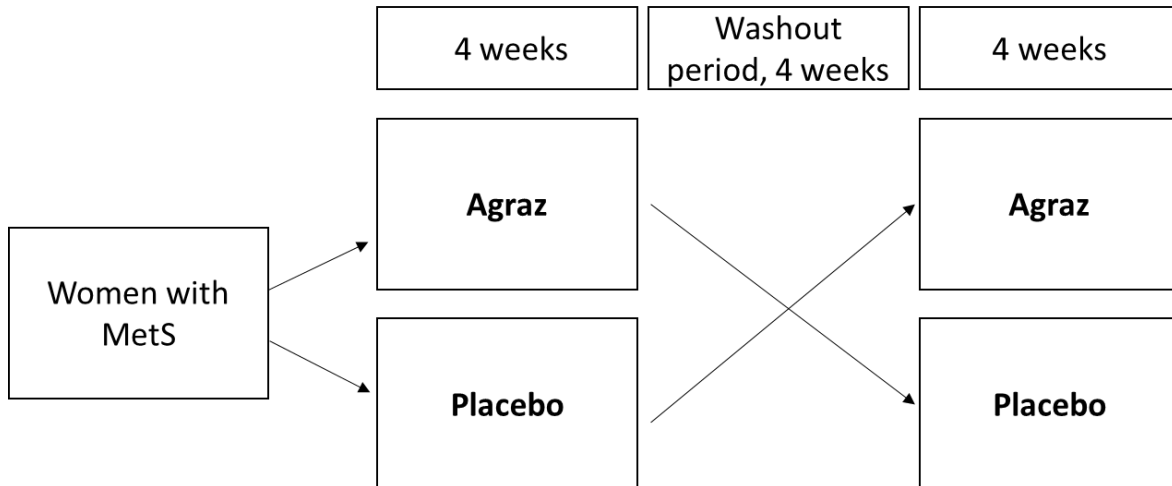 4 weeks
Washout
period, 4 weeks
4 weeks
Agraz
Agraz
Women with
MetS
Placebo
Placebo